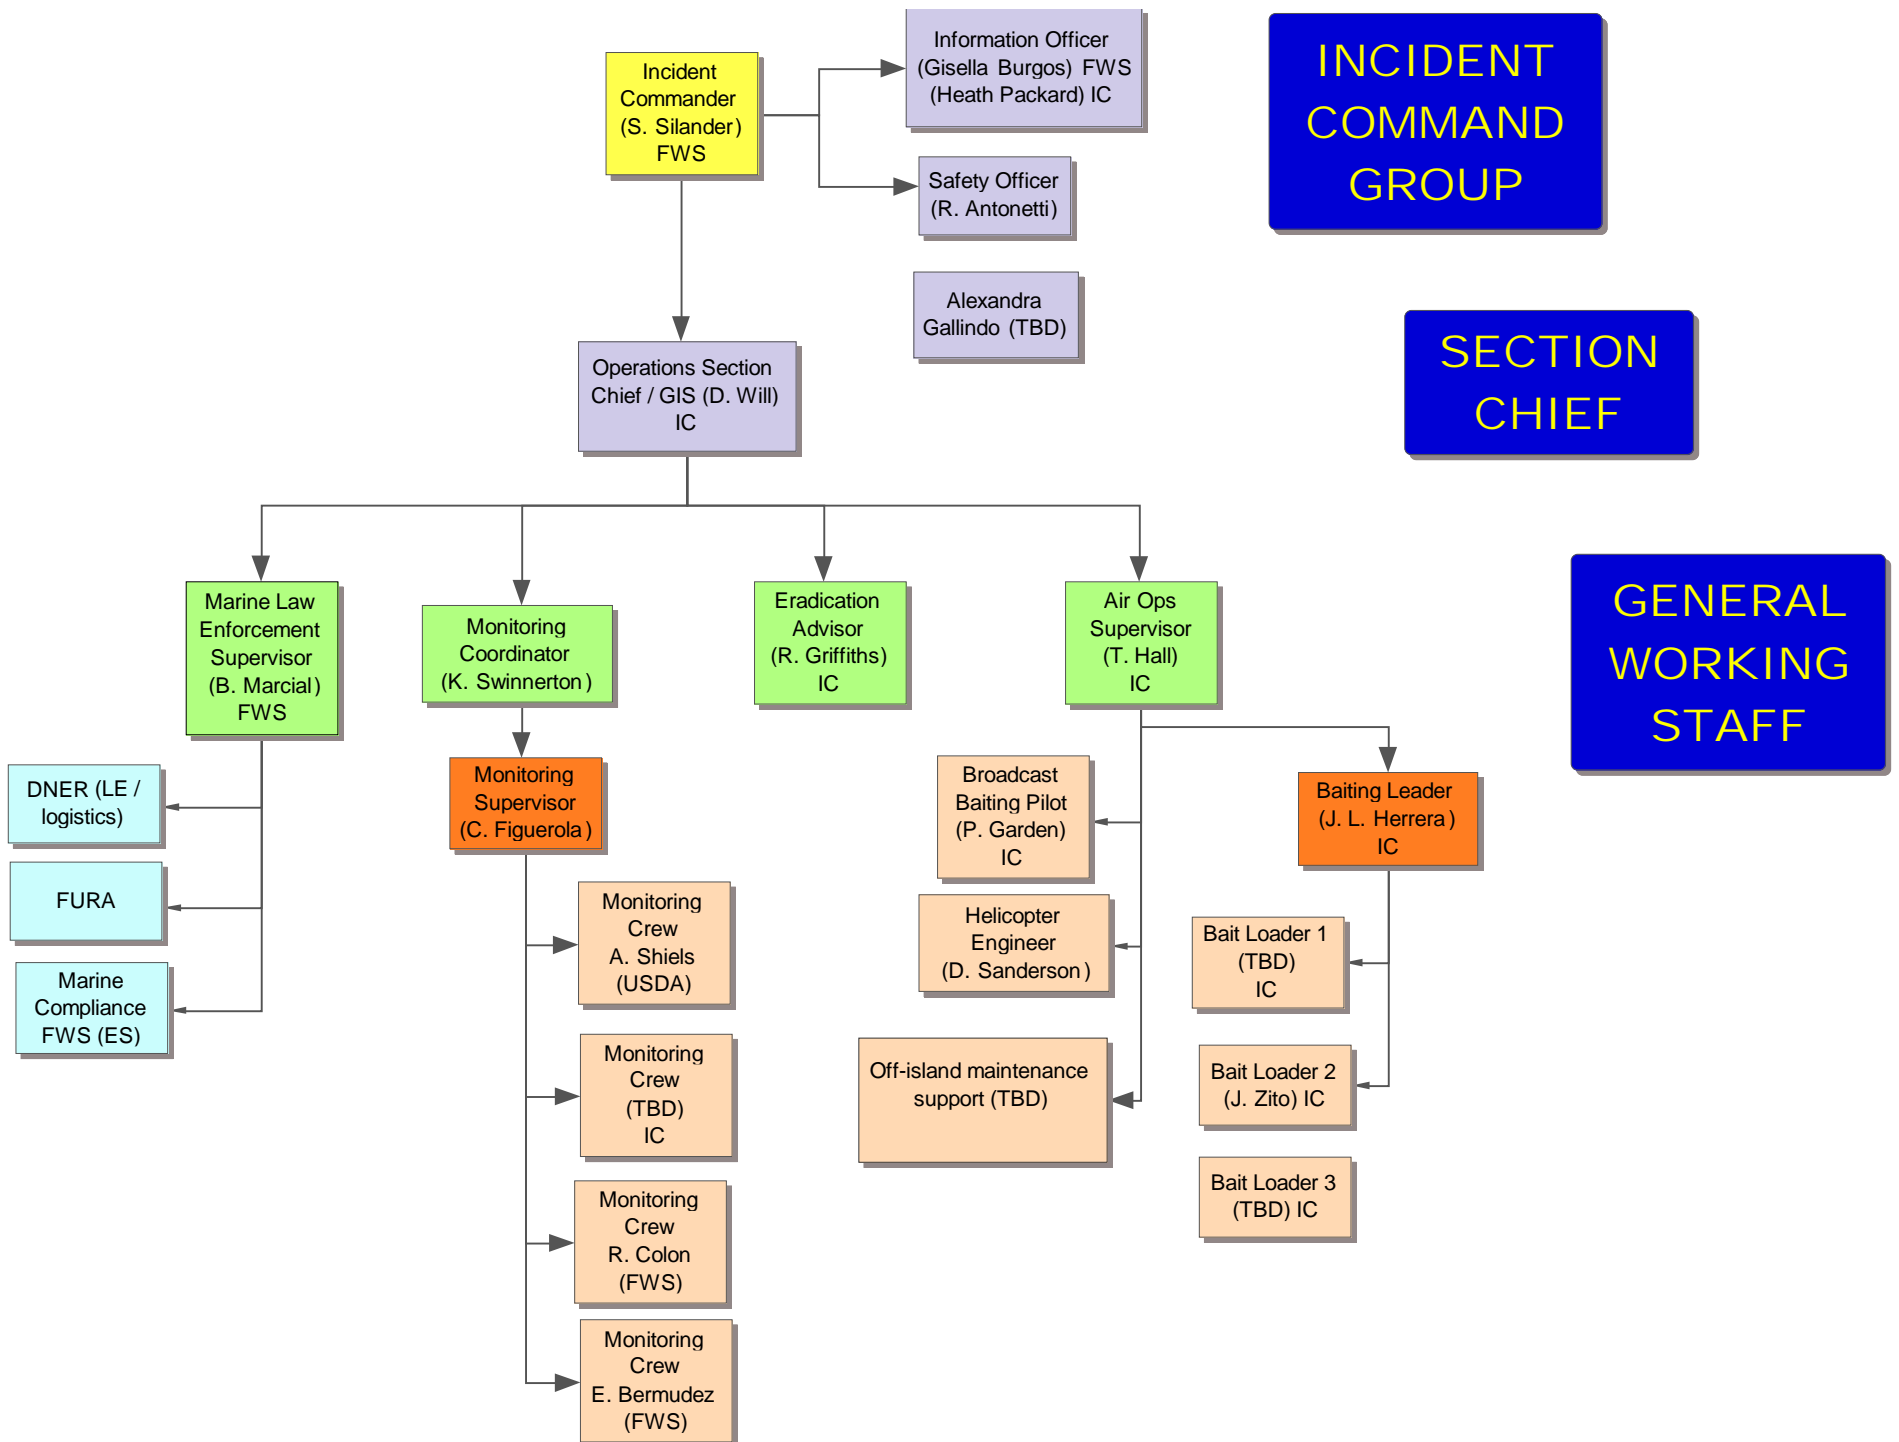 Incident
Commander
(S. Silander)
FWS
Information Officer
(Gisella Burgos) FWS
(Heath Packard) IC
INCIDENT
COMMAND
GROUP
Safety Officer
(R. Antonetti)
Alexandra
Gallindo (TBD)
SECTION
CHIEF
Operations Section
Chief / GIS (D. Will)
IC
GENERAL
WORKING
STAFF
Marine Law
Enforcement
Supervisor
(B. Marcial)
FWS
Monitoring
Coordinator
(K. Swinnerton)
Eradication
Advisor
(R. Griffiths)
IC
Air Ops
Supervisor
(T. Hall)
IC
DNER (LE /
logistics)
FURA
Marine
Compliance
FWS (ES)
Monitoring
Supervisor
(C. Figuerola)
Monitoring
Crew
A. Shiels
(USDA)
Monitoring
Crew
(TBD)
IC
Monitoring
Crew
R. Colon
(FWS)
Monitoring
Crew
E. Bermudez
(FWS)
Broadcast
Baiting Pilot
(P. Garden)
IC
Helicopter
Engineer
(D. Sanderson)
Off-island maintenance
support (TBD)
Baiting Leader
(J. L. Herrera)
IC
Bait Loader 1
(TBD)
IC
Bait Loader 2
(J. Zito) IC
Bait Loader 3
(TBD) IC